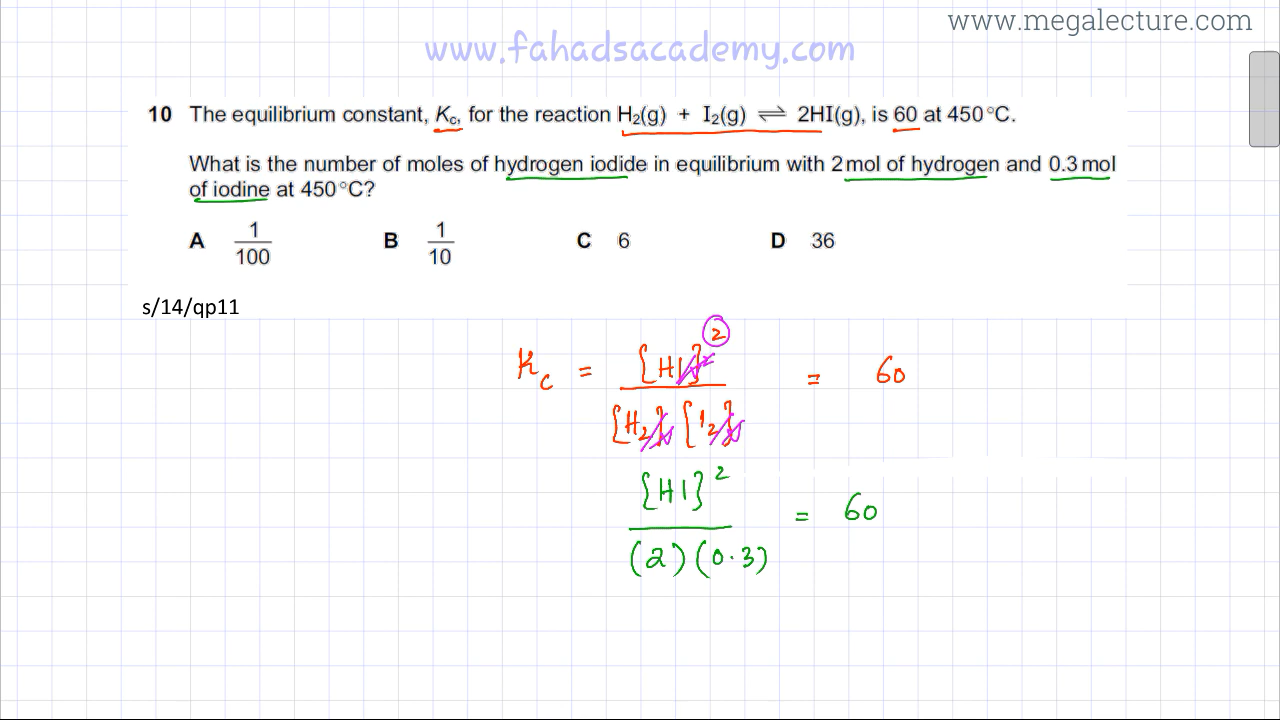 www.megalecture.com
www.fahadsacademy.com
10 The equilibrium constant, Kc, for the reaction H2(g) + I2(g) ⇌ 2HI(g), is 60 at 450 °C.
What is the number of moles of hydrogen iodide in equilibrium with 2 mol of hydrogen and 0.3 mol
of iodine at 450 °C?
A 1/100 B 1/10 C 6 D 36
s/14/qp11
Kc = [HI]^2 / [H2] [I2] = 60
[HI]^2 / (2) (0.3) = 60